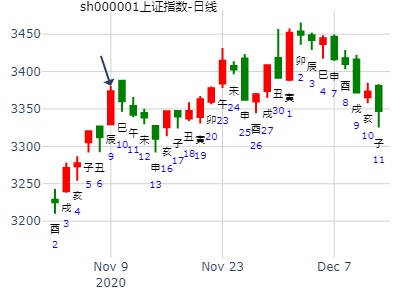 sh000001上证指数-日线
3450
3400
3350
3300
3250
3200
酉 戌 亥 子 丑 卯 辰 巳 午 未 申 酉 戌 亥 子 丑 寅 卯 辰 巳 午 未 申 酉 戌 亥 子
2 3 4 5 6 9 10 11 12 13 16 17 18 19 20 23 24 25 26 27 30 1 2 3 4 7 8 9 10 11
Nov 9
2020
Nov 23
Dec 7